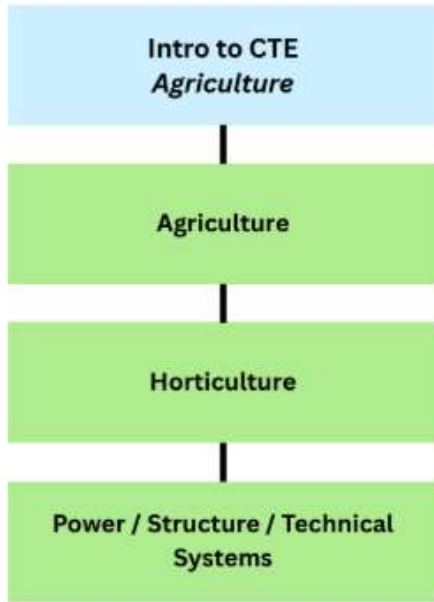 Intro to CTE
Agriculture
Agriculture
Horticulture
Power / Structure / Technical
Systems